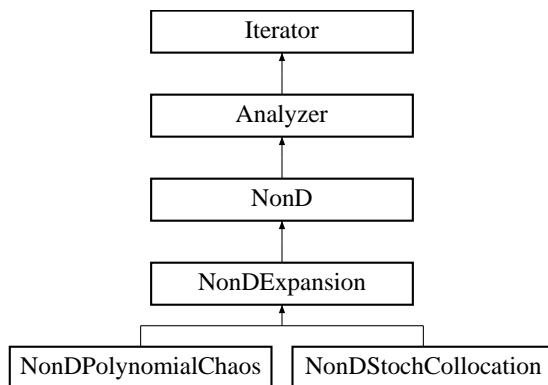 Iterator
Analyzer
NonD
NonDExpansion
NonDPolynomialChaos
NonDStochCollocation